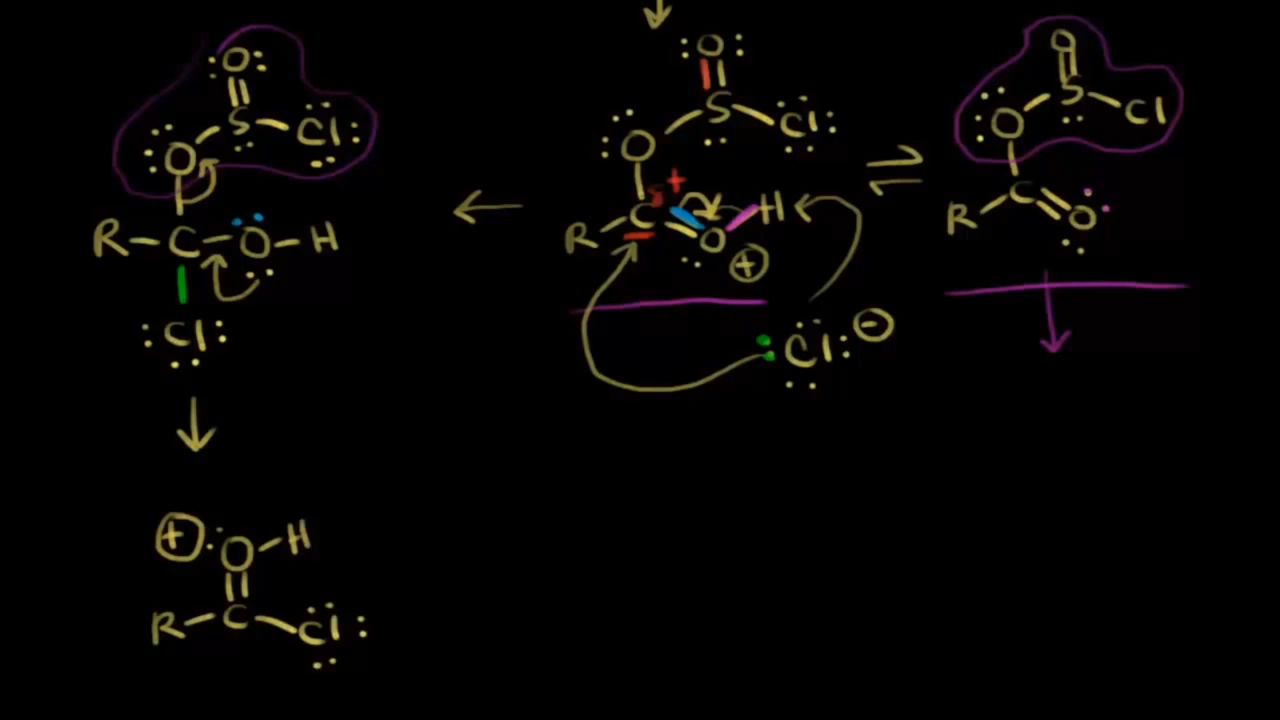 O O O
S Cl S Cl S Cl
O O O
δ +
R C O H R C O H R C O
+
Cl Cl -
+ O H
R C Cl